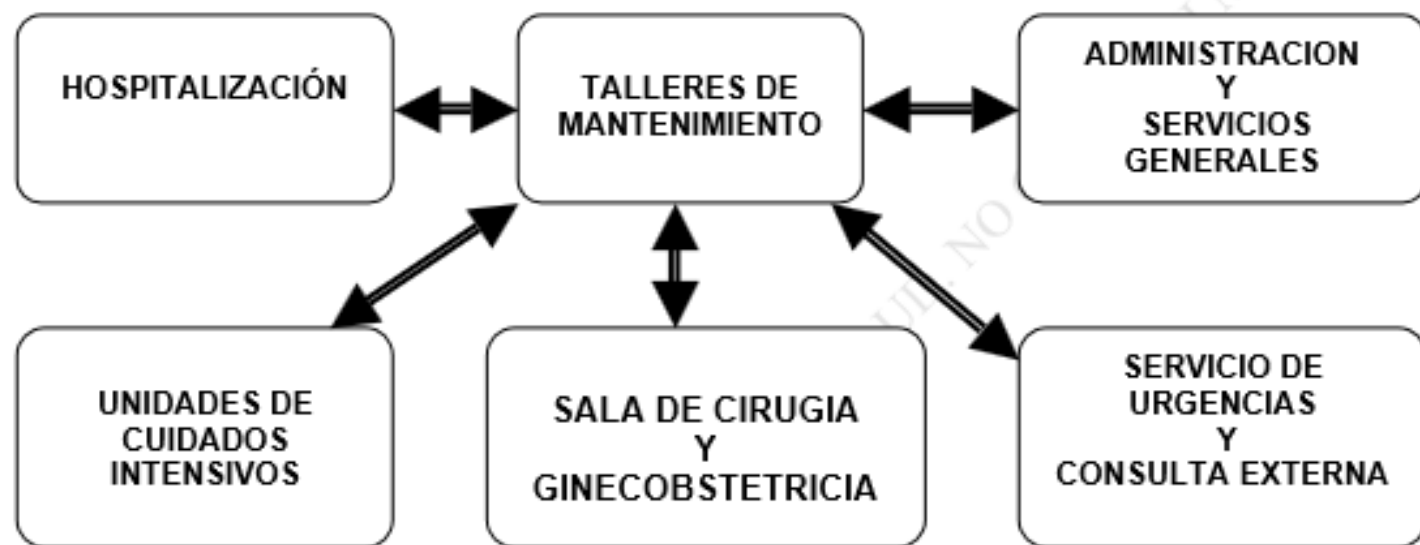 HOSPITALIZACIÓN
TALLERES DE
MANTENIMIENTO
ADMINISTRACION
Y
SERVICIOS
GENERALES
UNIDADES DE
CUIDADOS
INTENSIVOS
SALA DE CIRUGIA
Y
GINECOBSTETRICIA
SERVICIO DE
URGENCIAS
Y
CONSULTA EXTERNA
NO